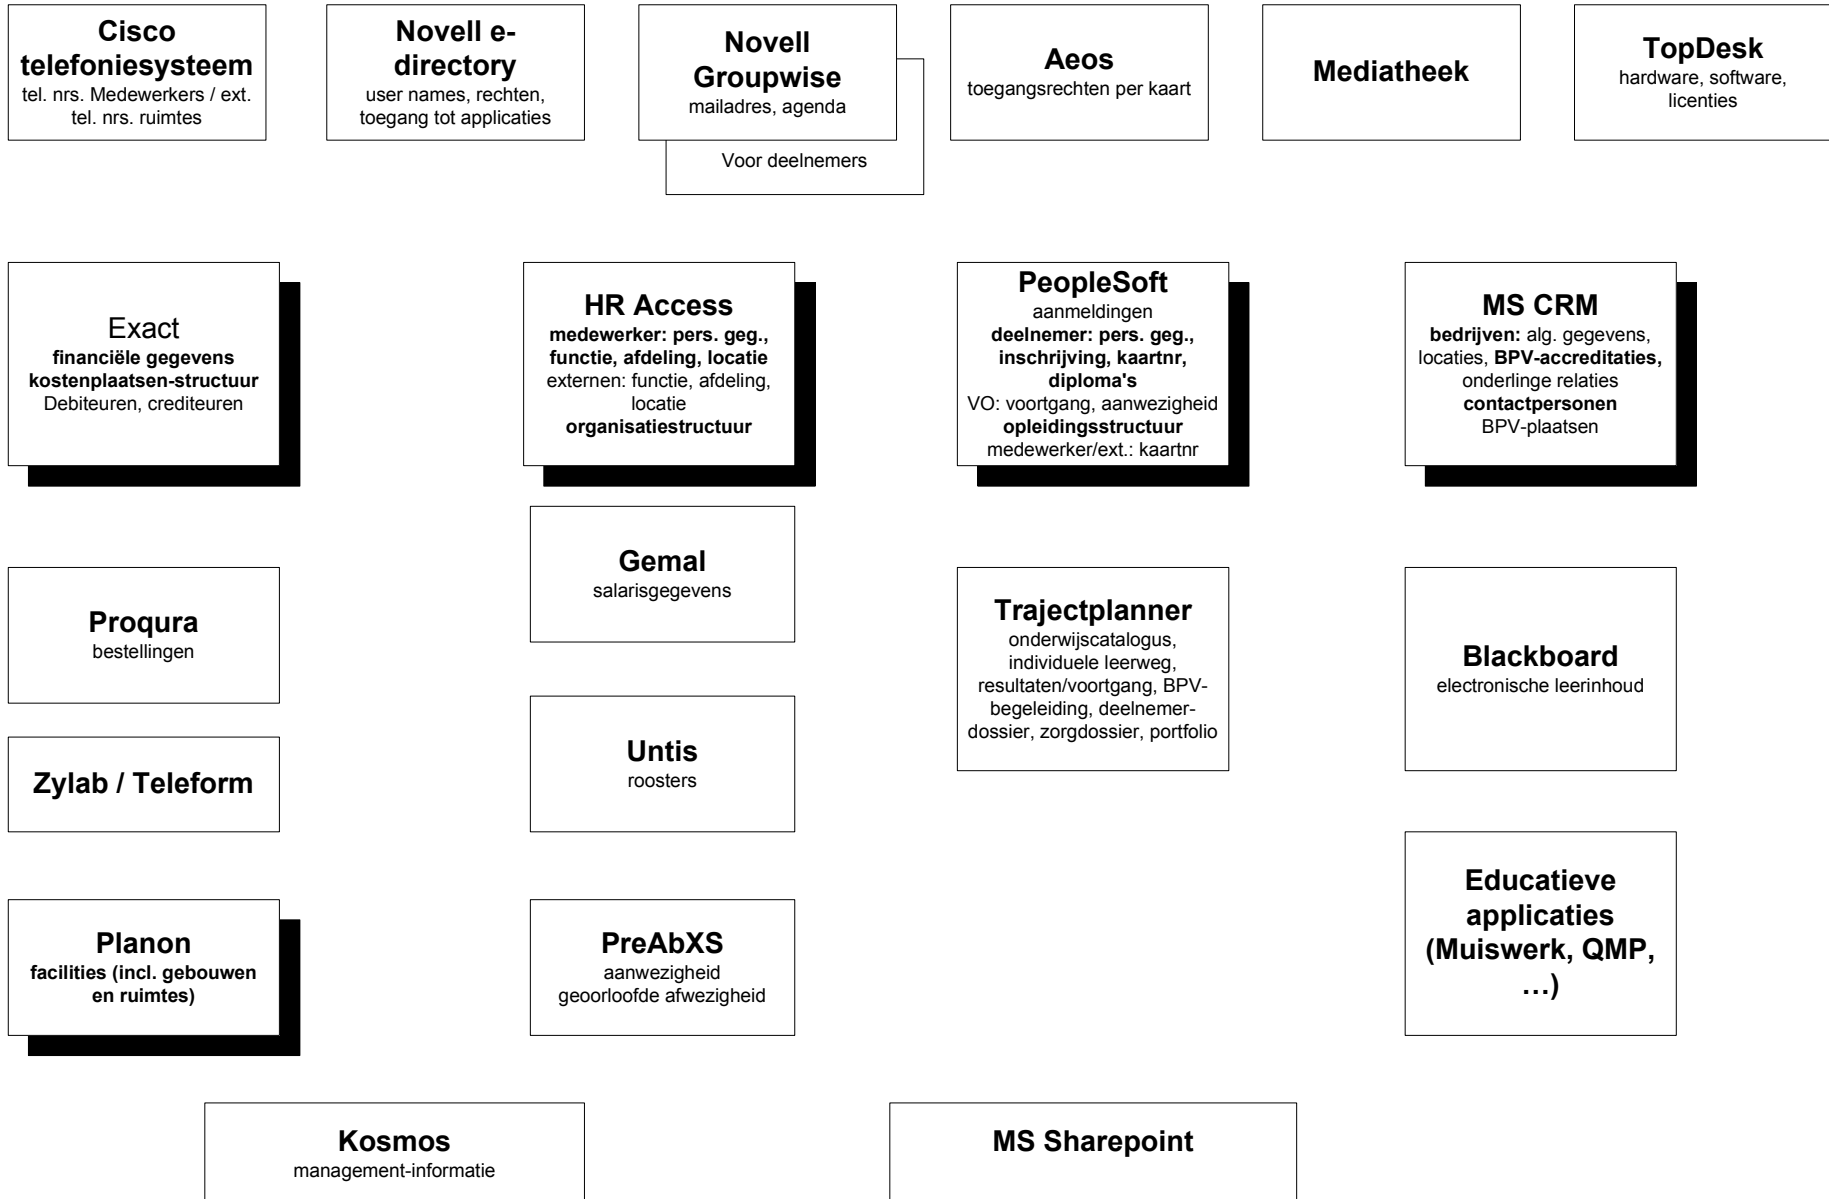 Cisco
telefoniesysteem
tel. nrs. Medewerkers / ext.
tel. nrs. ruimtes
Novell e-
directory
user names, rechten,
toegang tot applicaties
Novell
Groupwise
mailadres, agenda
Voor deelnemers
Aeos
toegangsrechten per kaart
Mediatheek
TopDesk
hardware, software,
licenties
Exact
financiële gegevens
kostenplaatsen-structuur
Debiteuren, crediteuren
HR Access
medewerker: pers. geg.,
functie, afdeling, locatie
externen: functie, afdeling,
locatie
organisatiestructuur
PeopleSoft
aanmeldingen
deelnemer: pers. geg.,
inschrijving, kaartnr,
diploma's
VO: voortgang, aanwezigheid
opleidingsstructuur
medewerker/ext.: kaartnr
MS CRM
bedrijven: alg. gegevens,
locaties, BPV-accreditaties,
onderlinge relaties
contactpersonen
BPV-plaatsen
Gemal
salarisgegevens
Proqura
bestellingen
Trajectplanner
onderwijscatalogus,
individuele leerweg,
resultaten/voortgang, BPV-
begeleiding, deelnemer-
dossier, zorgdossier, portfolio
Blackboard
electronische leerinhoud
Untis
roosters
Zylab / Teleform
Educatieve
applicaties
(Muiswerk, QMP,
…)
Planon
facilities (incl. gebouwen
en ruimtes)
PreAbXS
aanwezigheid
geoorloofde afwezigheid
Kosmos
management-informatie
MS Sharepoint